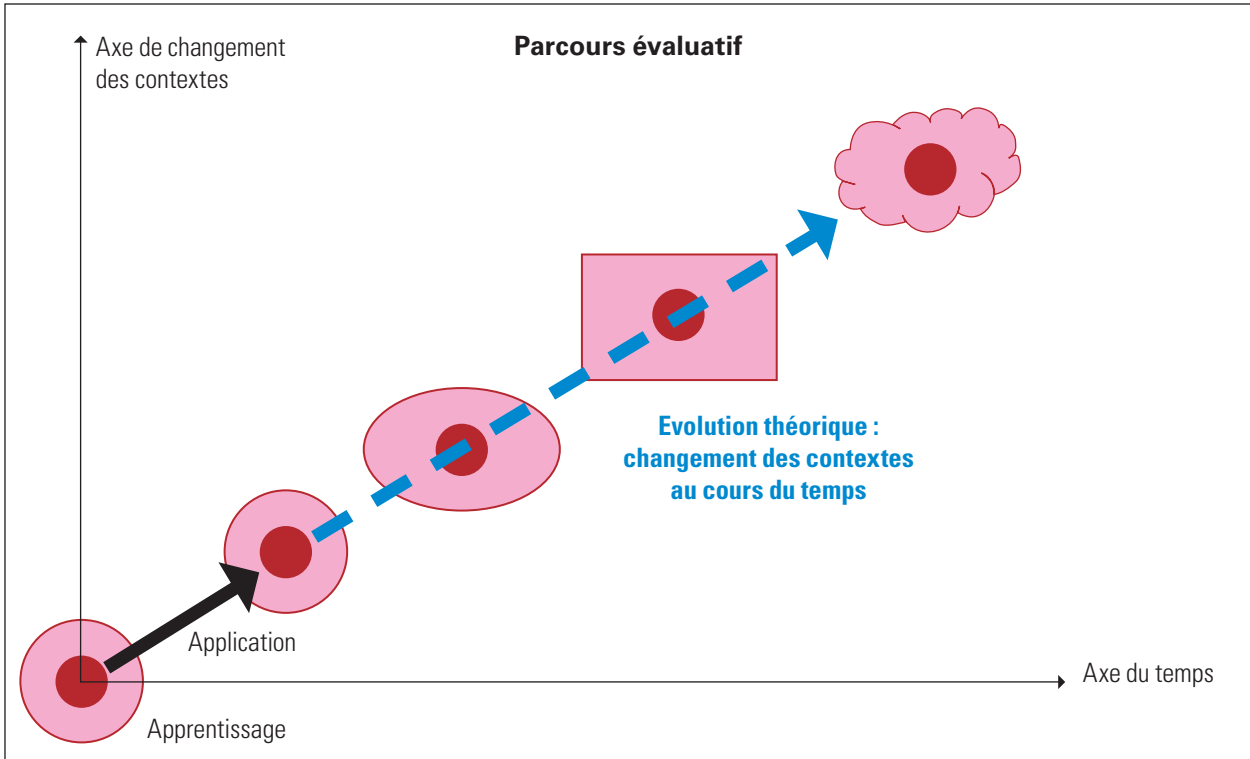 Parcours évaluatif
Axe de changement
des contextes
Evolution théorique :
changement des contextes
au cours du temps
Application
Axe du temps
Apprentissage